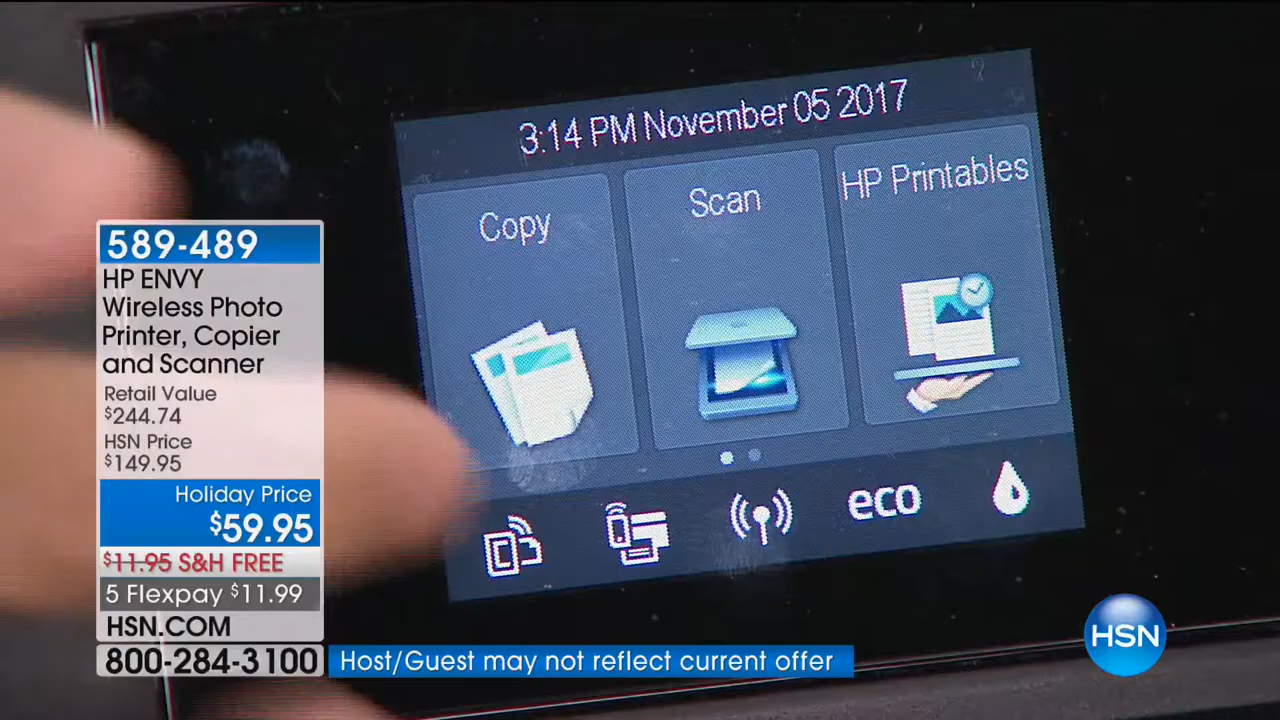 3:14 PM November 05 2017
Copy
Scan
HP Printables
eco
589-489
HP ENVY
Wireless Photo
Printer, Copier
and Scanner
Retail Value
$244.74
HSN Price
$149.95
Holiday Price
$59.95
$11.95 S&H FREE
5 Flexpay $11.99
HSN.COM
800-284-3100
Host/Guest may not reflect current offer
HSN